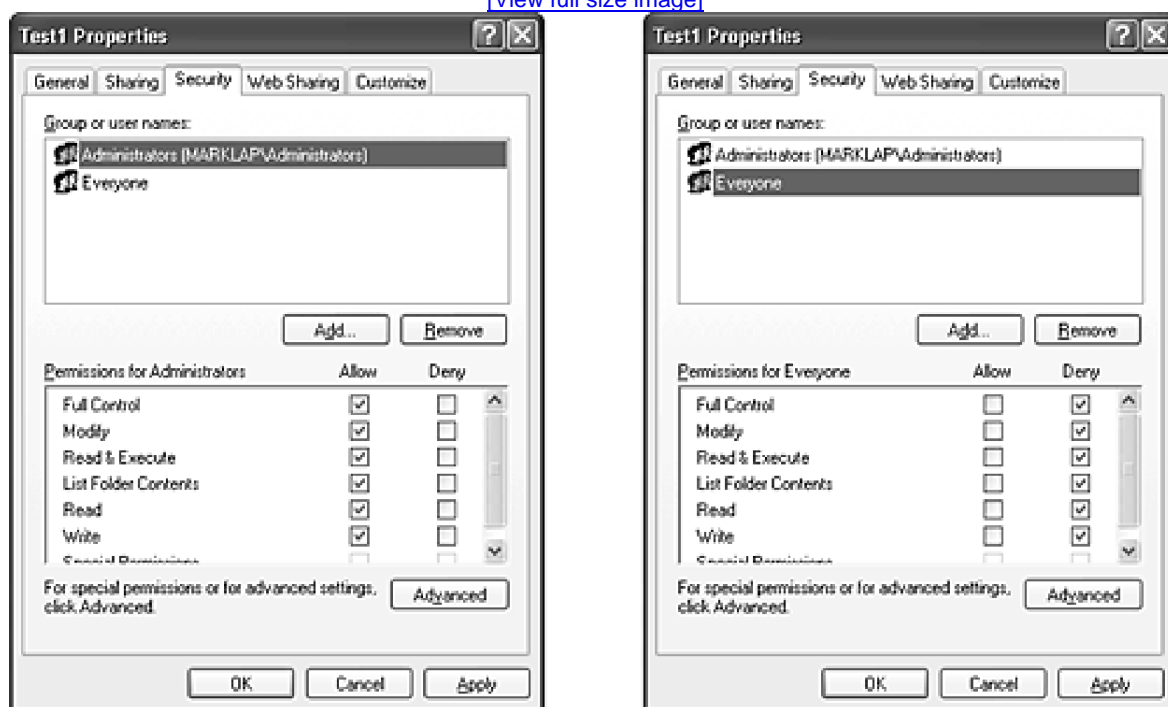 [View full size image]
Test1 Properties
General Sharing Security Web Sharing Customize
Group or user names:
Administrators (MARKLAP\Administrators)
Everyone
Add... Remove
Permissions for Administrators Allow Deny
Full Control
Modify
Read & Execute
List Folder Contents
Read
Write
Special Permissions
For special permissions or for advanced settings,
click Advanced.
Advanced
OK Cancel Apply
Test1 Properties
General Sharing Security Web Sharing Customize
Group or user names:
Administrators (MARKLAP\Administrators)
Everyone
Add... Remove
Permissions for Everyone Allow Deny
Full Control
Modify
Read & Execute
List Folder Contents
Read
Write
Special Permissions
For special permissions or for advanced settings,
click Advanced.
Advanced
OK Cancel Apply